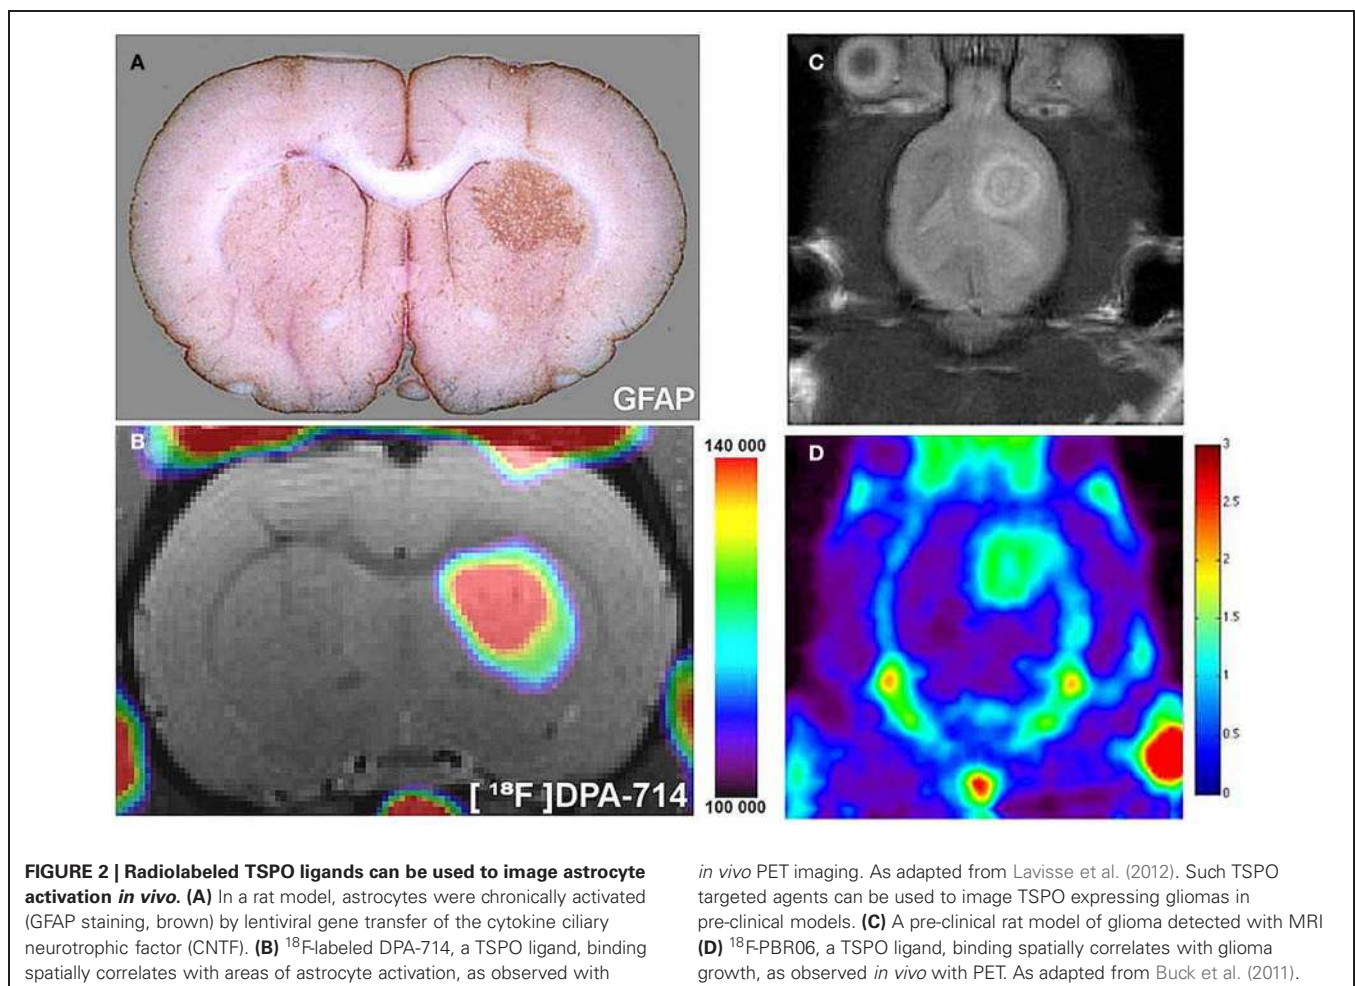 A
GFAP
B
[ ¹⁸F ]DPA-714
140 000
100 000
C
D
3
2.5
2
1.5
1
0.5
0
FIGURE 2 | Radiolabeled TSPO ligands can be used to image astrocyte
activation in vivo. (A) In a rat model, astrocytes were chronically activated
(GFAP staining, brown) by lentiviral gene transfer of the cytokine ciliary
neurotrophic factor (CNTF). (B) ¹⁸F-labeled DPA-714, a TSPO ligand, binding
spatially correlates with areas of astrocyte activation, as observed with
in vivo PET imaging. As adapted from Lavisse et al. (2012). Such TSPO
targeted agents can be used to image TSPO expressing gliomas in
pre-clinical models. (C) A pre-clinical rat model of glioma detected with MRI
(D) ¹⁸F-PBR06, a TSPO ligand, binding spatially correlates with glioma
growth, as observed in vivo with PET. As adapted from Buck et al. (2011).